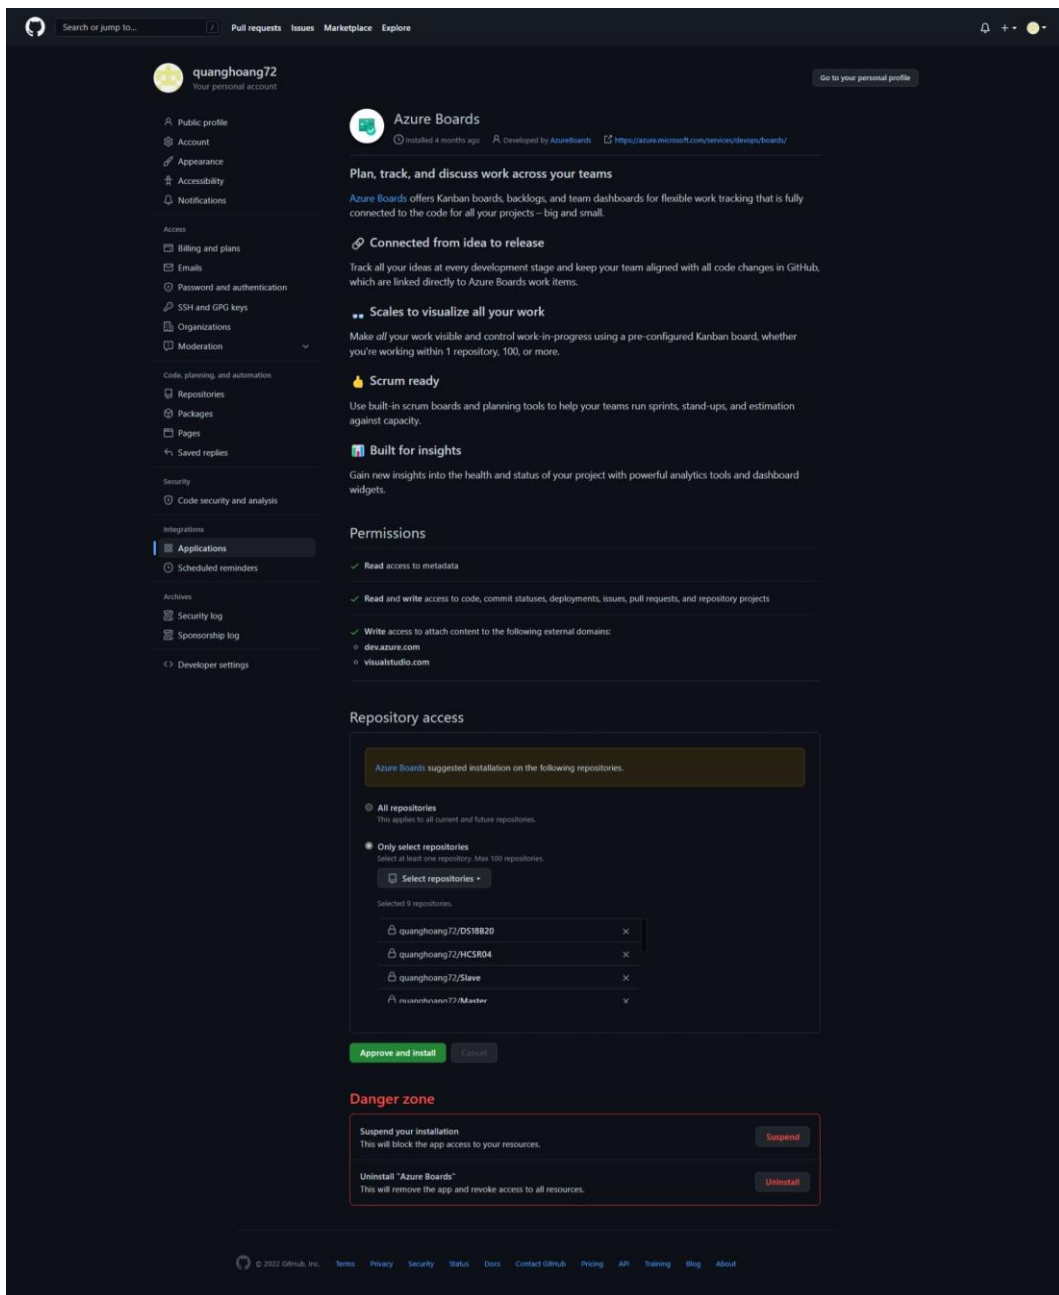 Search or jump to... /
Pull requests Issues Marketplace Explore
quanghoang72
Your personal account
Go to your personal profile
Public profile
Account
Appearance
Accessibility
Notifications
Access
Billing and plans
Emails
Password and authentication
SSH and GPG keys
Organizations
Moderation
Code, planning, and automation
Repositories
Packages
Pages
Saved replies
Security
Code security and analysis
Integrations
Applications
Scheduled reminders
Archives
Security log
Sponsorship log
Developer settings
Azure Boards
Installed 4 months ago Developed by AzureBoards https://azure.microsoft.com/services/devops/boards/
Plan, track, and discuss work across your teams
Azure Boards offers Kanban boards, backlogs, and team dashboards for flexible work tracking that is fully
connected to the code for all your projects – big and small.
Connected from idea to release
Track all your ideas at every development stage and keep your team aligned with all code changes in GitHub,
which are linked directly to Azure Boards work items.
Scales to visualize all your work
Make all your work visible and control work-in-progress using a pre-configured Kanban board, whether
you're working within 1 repository, 100, or more.
Scrum ready
Use built-in scrum boards and planning tools to help your teams run sprints, stand-ups, and estimation
against capacity.
Built for insights
Gain new insights into the health and status of your project with powerful analytics tools and dashboard
widgets.
Permissions
Read access to metadata
Read and write access to code, commit statuses, deployments, issues, pull requests, and repository projects
Write access to attach content to the following external domains:
dev.azure.com
visualstudio.com
Repository access
Azure Boards suggested installation on the following repositories.
All repositories
This applies to all current and future repositories.
Only select repositories
Select at least one repository. Max 100 repositories.
Select repositories
Selected 9 repositories.
quanghoang72/DS18B20
quanghoang72/HCSR04
quanghoang72/Slave
quanghoang72/Master
Approve and install Cancel
Danger zone
Suspend your installation
This will block the app access to your resources.
Suspend
Uninstall "Azure Boards"
This will remove the app and revoke access to all resources.
Uninstall
© 2022 GitHub, Inc. Terms Privacy Security Status Docs Contact GitHub Pricing API Training Blog About